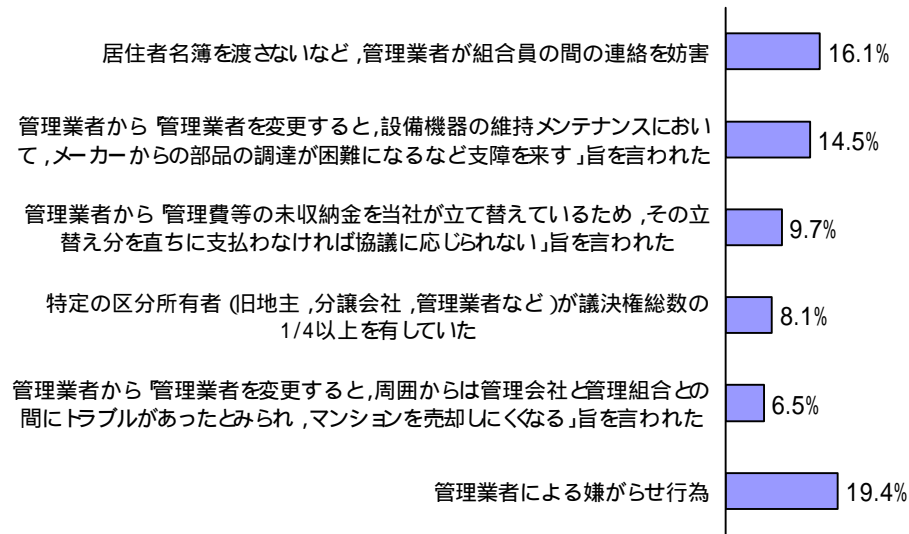 居住者名簿を渡さないなど,管理業者が組合員の間の連絡を妨害
16.1%
管理業者から「管理業者を変更すると,設備機器の維持メンテナンスにおい
て,メーカーからの部品の調達が困難になるなど支障を来す」旨を言われた
14.5%
管理業者から「管理費等の未収納金を当社が立て替えているため,その立
替え分を直ちに支払わなければ協議に応じられない」旨を言われた
9.7%
特定の区分所有者(旧地主,分譲会社,管理業者など)が議決権総数の
1/4以上を有していた
8.1%
管理業者から「管理業者を変更すると,周囲からは管理会社と管理組合との
間にトラブルがあったとみられ,マンションを売却しにくくなる」旨を言われた
6.5%
管理業者による嫌がらせ行為
19.4%